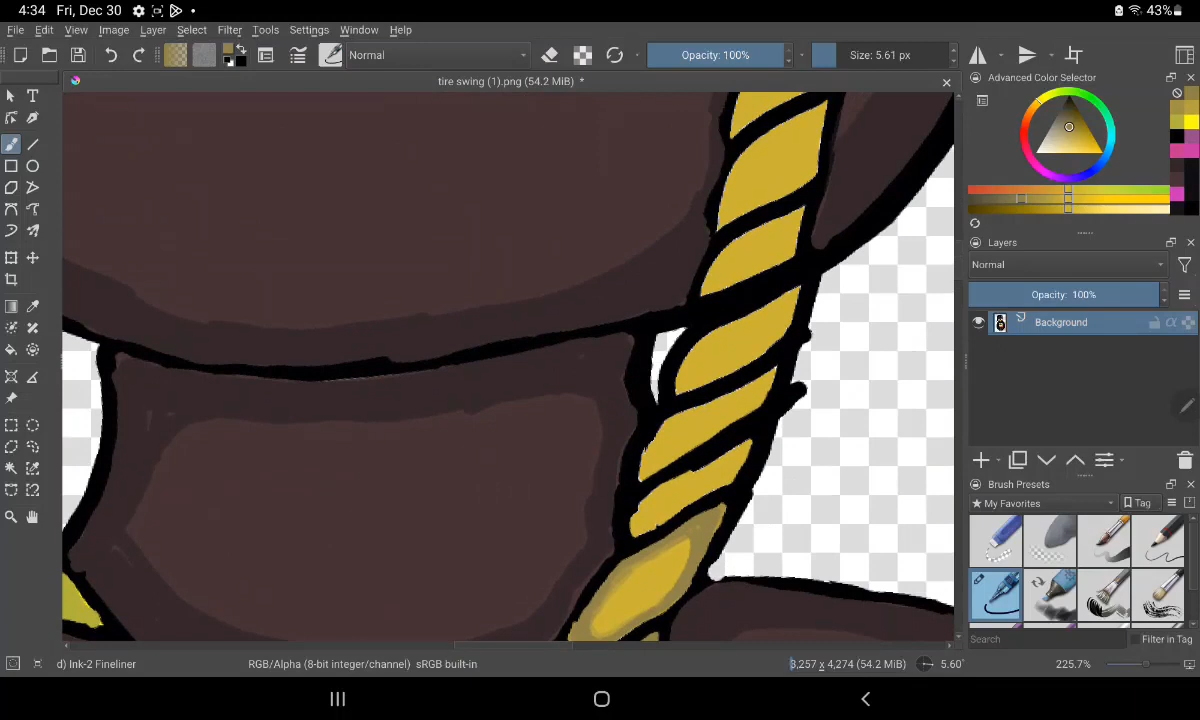 4:34 Fri, Dec 30 43%
File Edit View Image Layer Select Filter Tools Settings Window Help
Normal Opacity: 100% Size: 5.61 px
tire swing (1).png (54.2 MiB) *
Advanced Color Selector
Layers
Normal
Opacity: 100%
Background
Brush Presets
My Favorites Tag
Search Filter in Tag
d) Ink-2 Fineliner RGB/Alpha (8-bit integer/channel) sRGB built-in 3,257 x 4,274 (54.2 MiB) 5.60° 225.7%